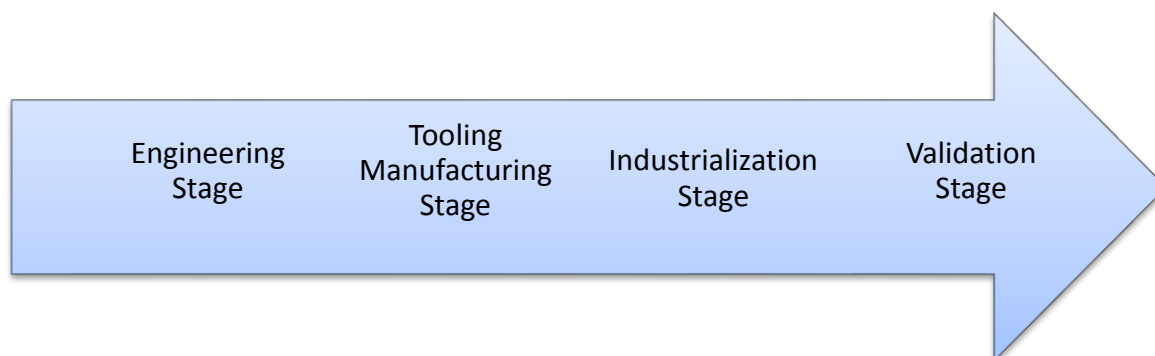 Engineering
Stage
Tooling
Manufacturing
Stage
Industrialization
Stage
Validation
Stage